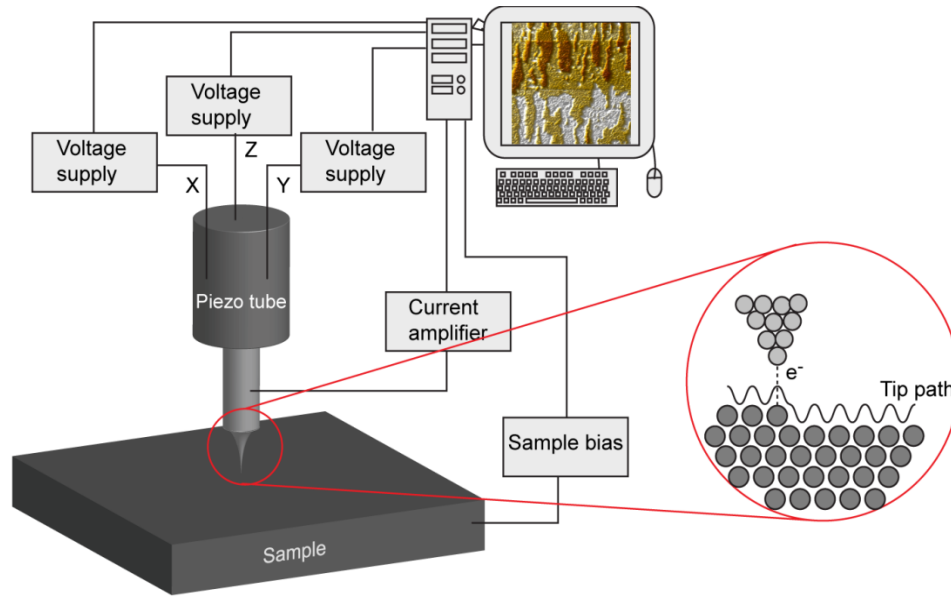 Voltage
supply
Z
Voltage
supply
X
Voltage
supply
Y
Piezo tube
Current
amplifier
Sample bias
Sample
e-
Tip path